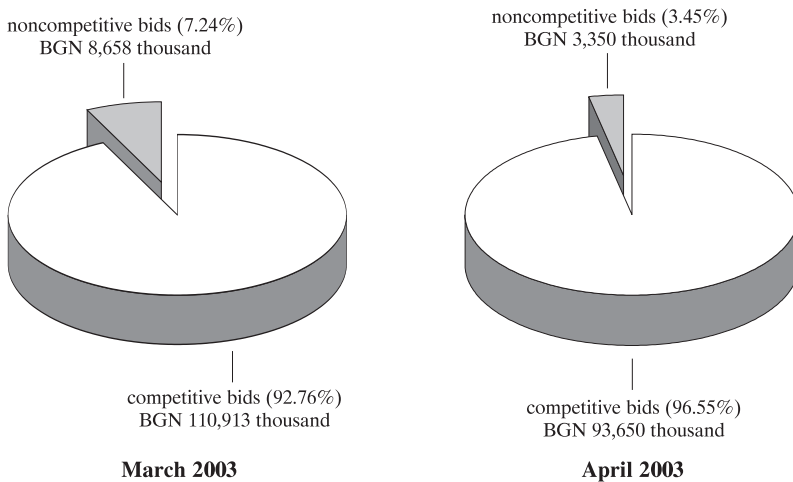 noncompetitive bids (7.24%)
BGN 8,658 thousand
competitive bids (92.76%)
BGN 110,913 thousand
March 2003
noncompetitive bids (3.45%)
BGN 3,350 thousand
competitive bids (96.55%)
BGN 93,650 thousand
April 2003